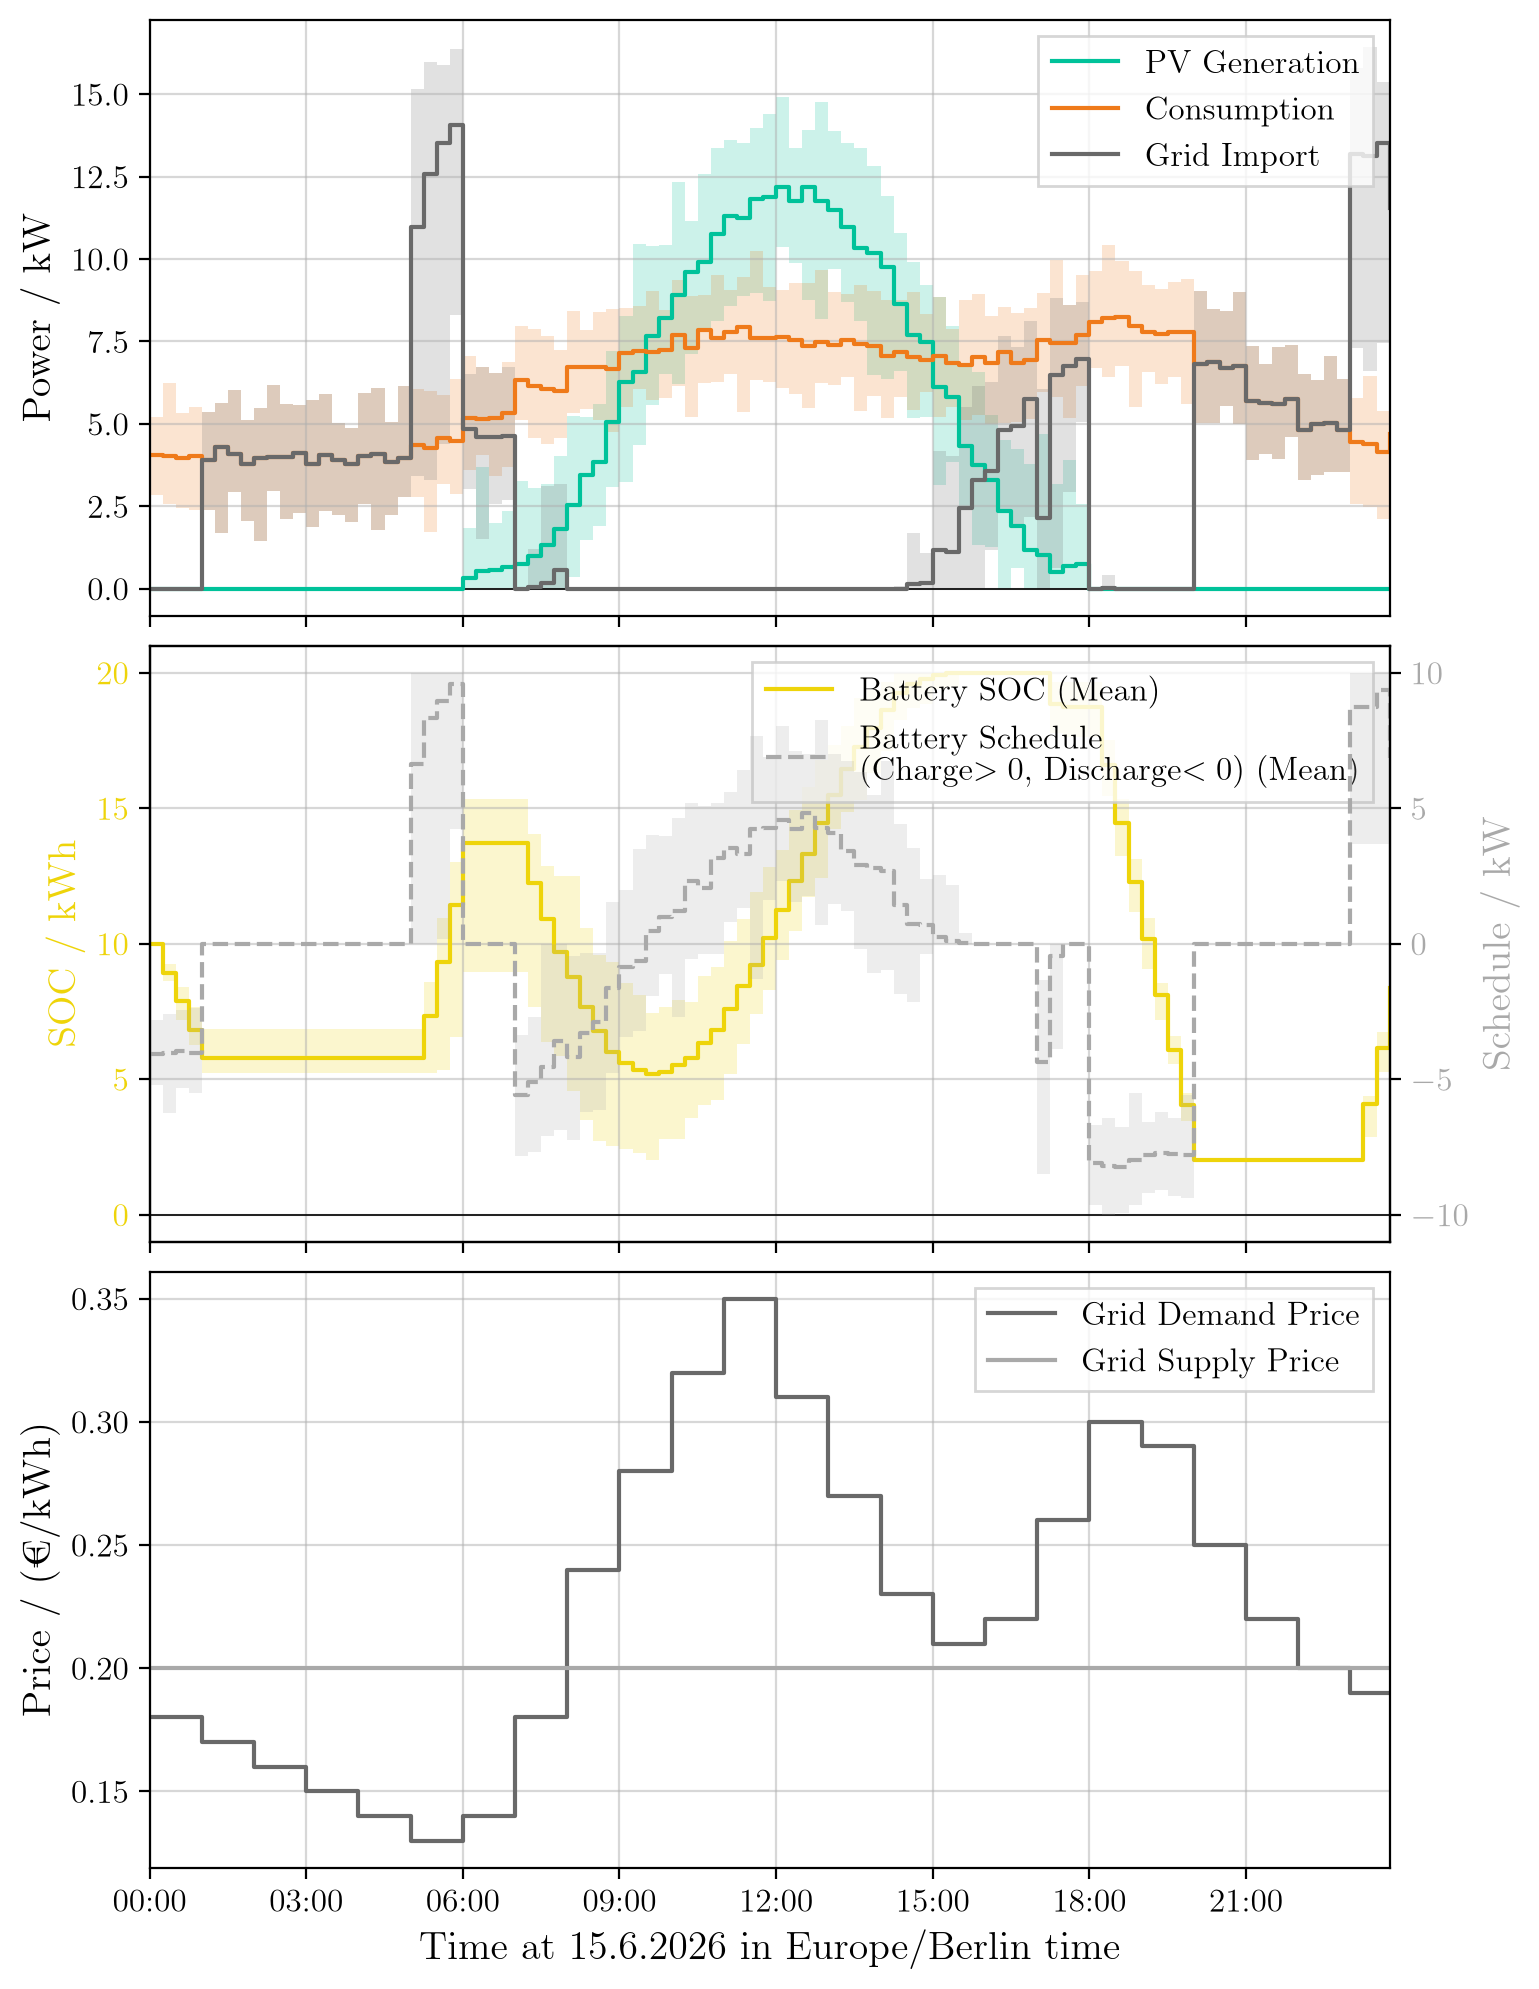 PV Generation
Consumption
Grid Import
15.0
12.5
10.0
7.5
5.0
2.5
0.0
Power / kW
Battery SOC (Mean)
Battery Schedule
(Charge> 0, Discharge< 0) (Mean)
20
15
10
5
0
SOC / kWh
10
5
0
−5
−10
Schedule / kW
Grid Demand Price
Grid Supply Price
0.35
0.30
0.25
0.20
0.15
Price / (€/kWh)
00:00 03:00 06:00 09:00 12:00 15:00 18:00 21:00
Time at 15.6.2026 in Europe/Berlin time